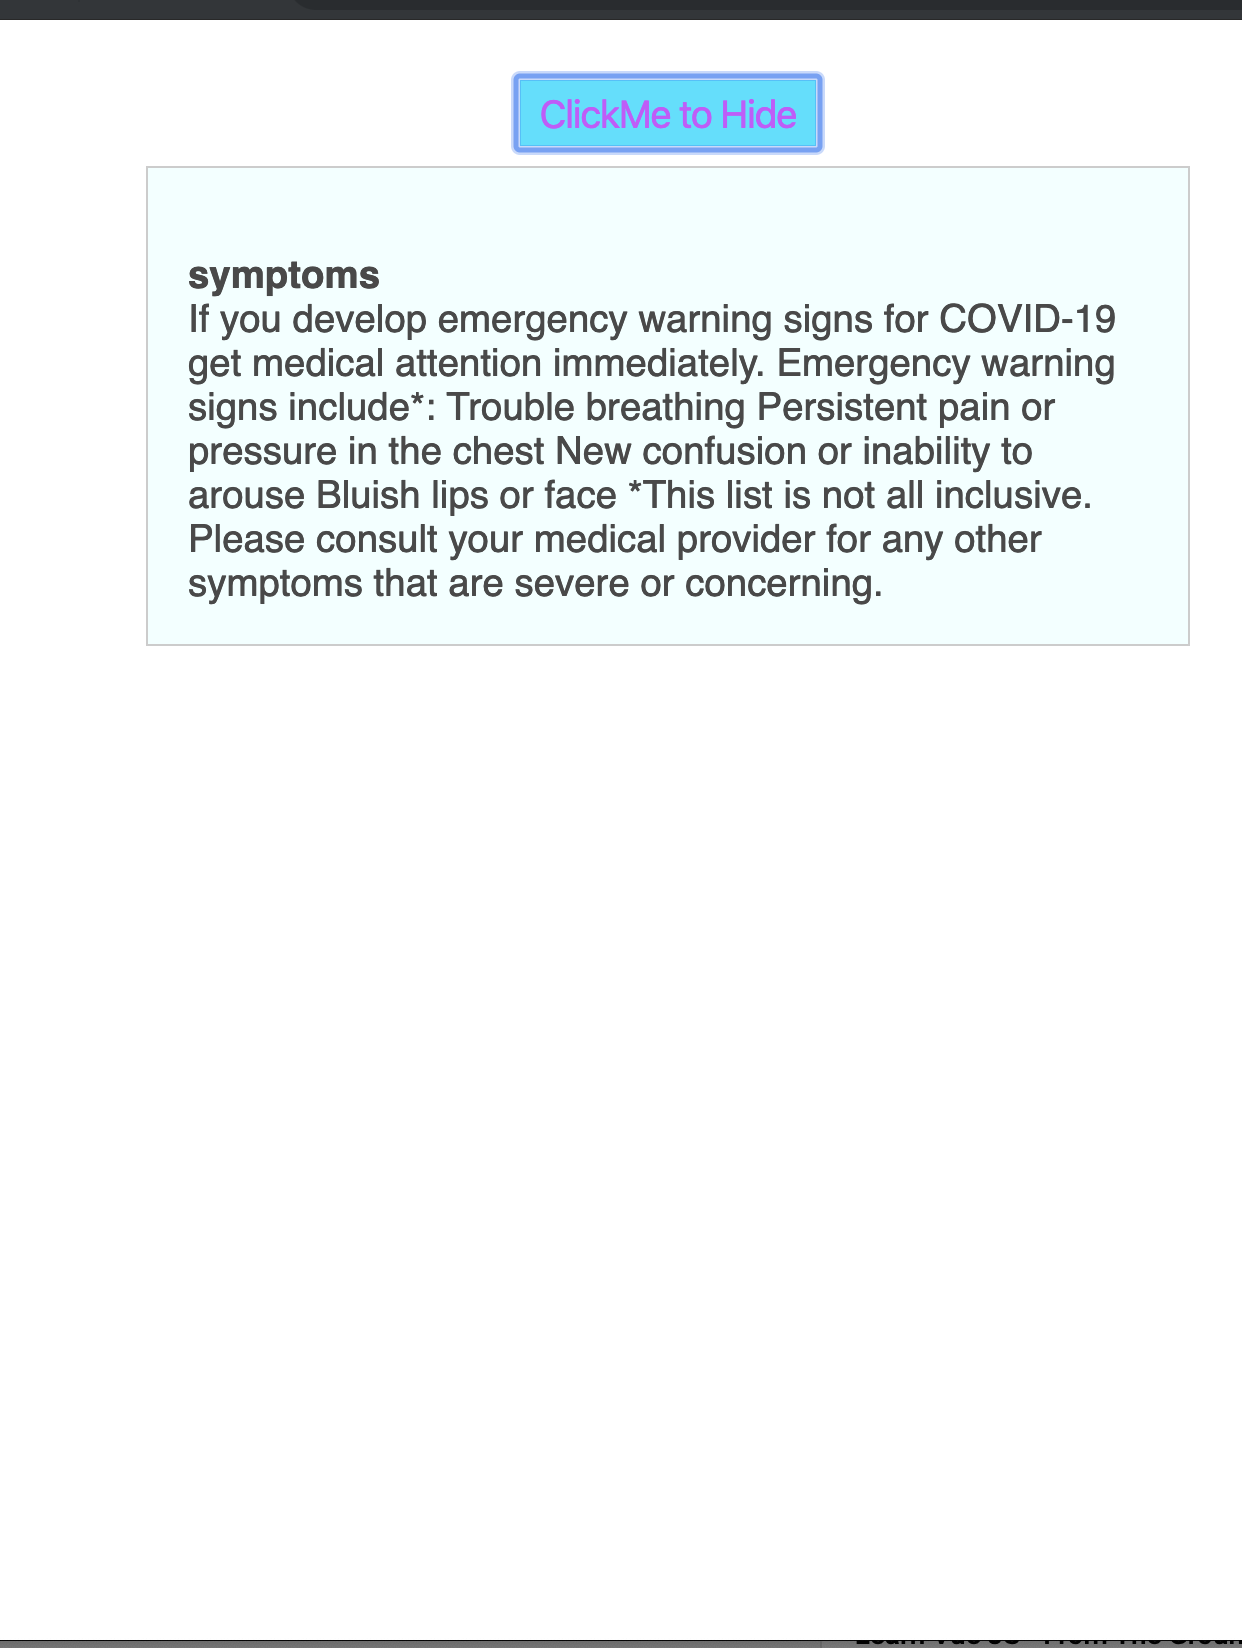 ClickMe to Hide
symptoms
If you develop emergency warning signs for COVID-19
get medical attention immediately. Emergency warning
signs include*: Trouble breathing Persistent pain or
pressure in the chest New confusion or inability to
arouse Bluish lips or face *This list is not all inclusive.
Please consult your medical provider for any other
symptoms that are severe or concerning.